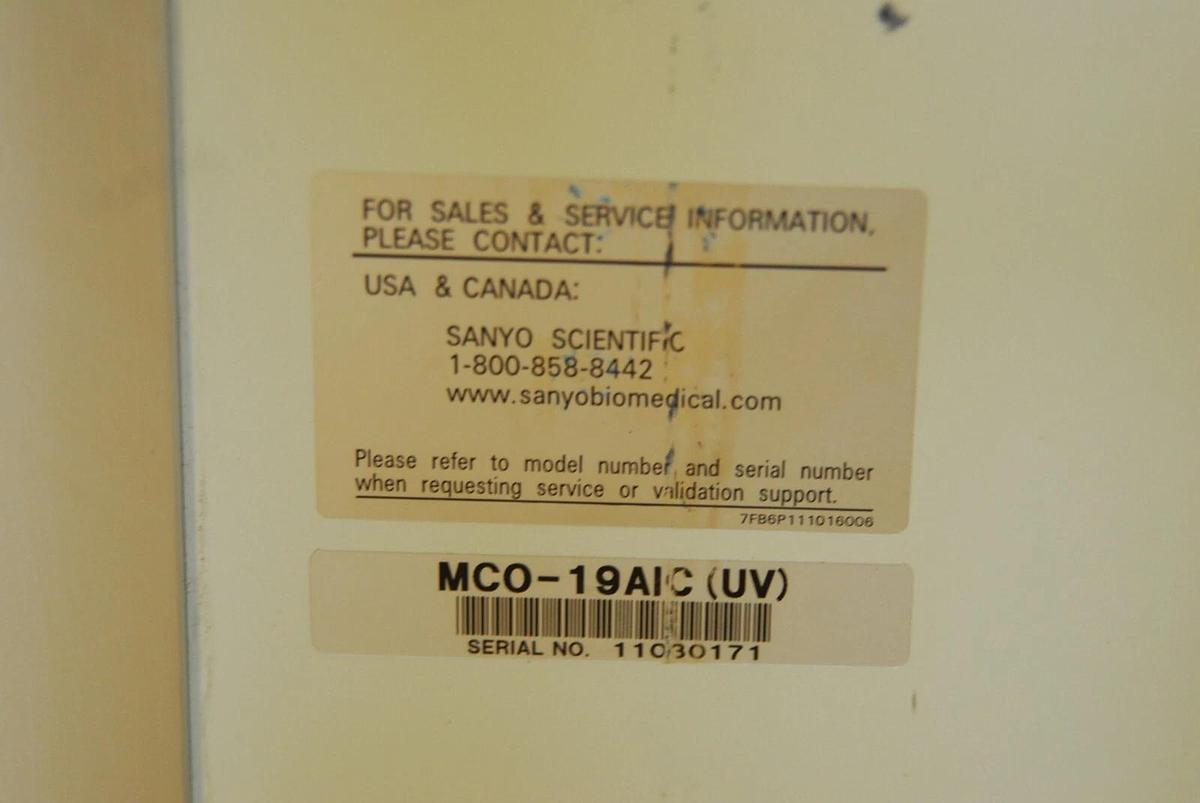 FOR SALES & SERVICE INFORMATION,
PLEASE CONTACT:
USA & CANADA:
SANYO SCIENTIFIC
1-800-858-8442
www.sanyobiomedical.com
Please refer to model number and serial number
when requesting service or validation support.
7FB6P111016006
MCO-19AIC (UV)
SERIAL NO. 11030171